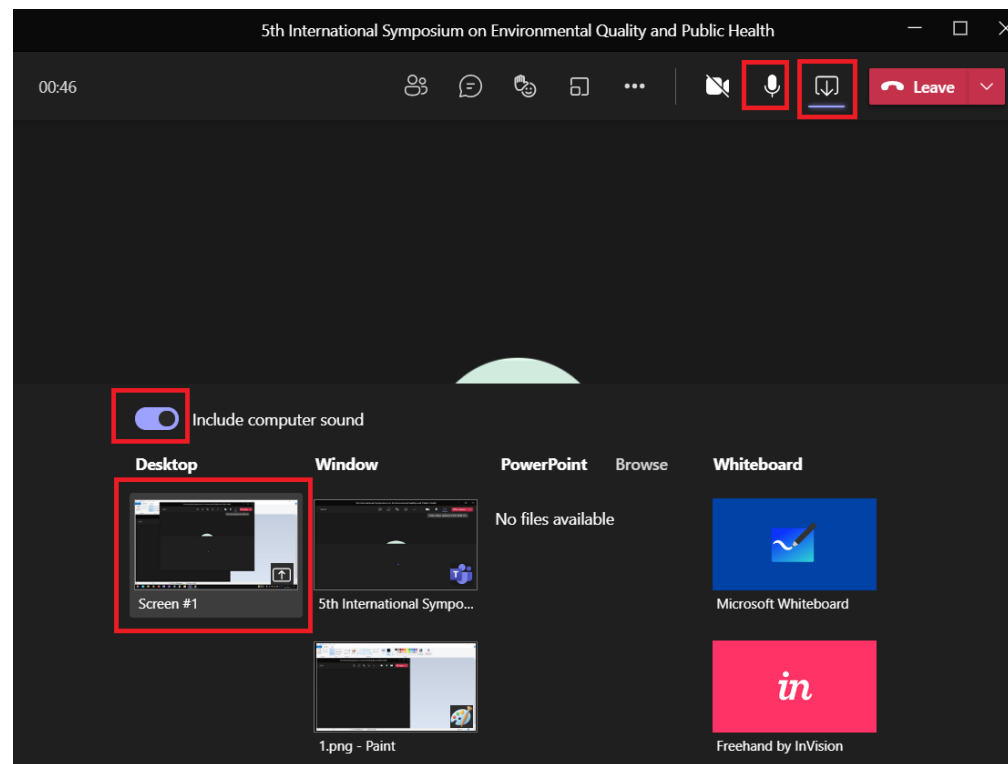 5th International Symposium on Environmental Quality and Public Health
00:46
Leave
Include computer sound
Desktop
Window
PowerPoint
Browse
Whiteboard
No files available
Screen #1
5th International Sympo...
Microsoft Whiteboard
in
1.png - Paint
Freehand by InVision